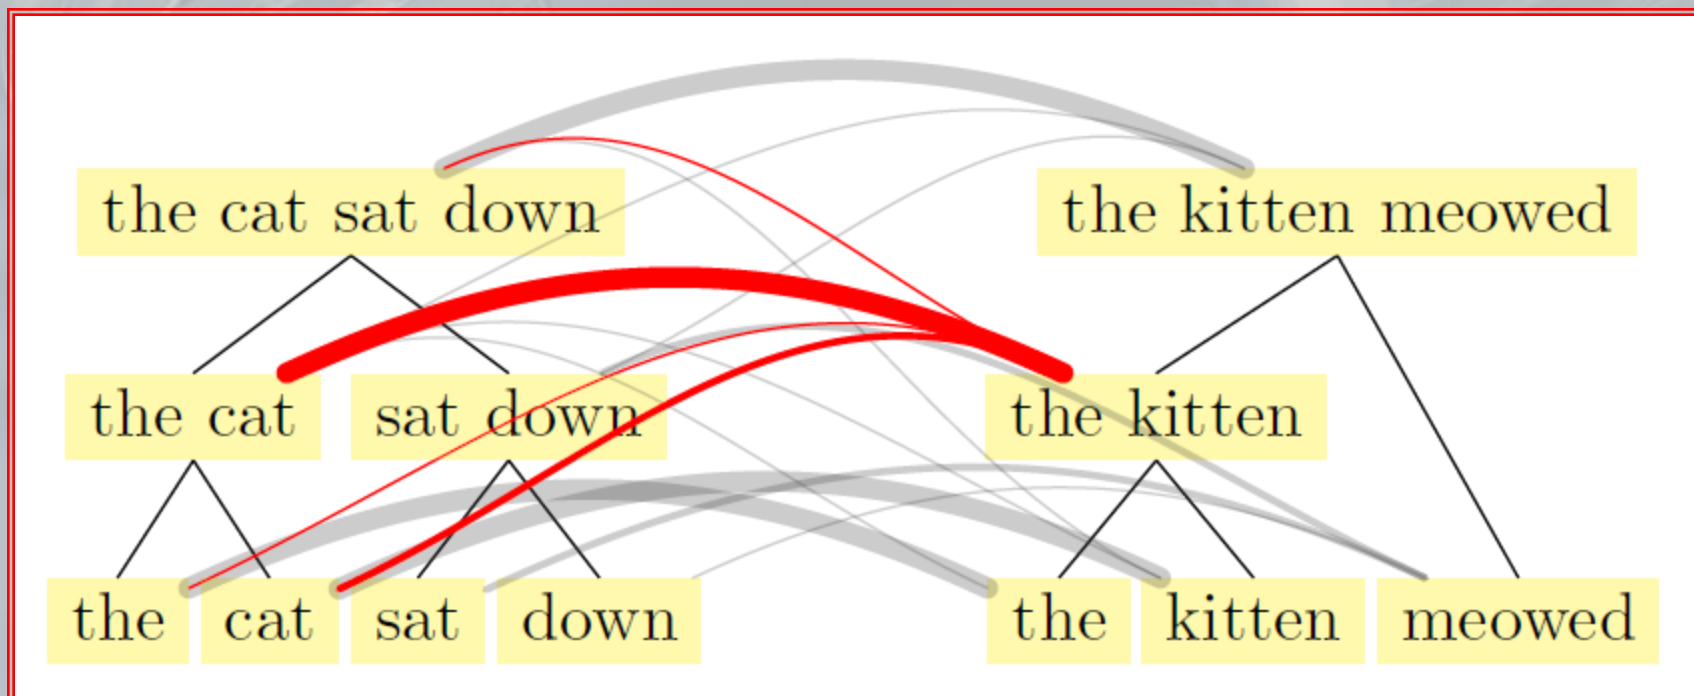 the cat sat down
the kitten meowed
the cat
sat down
the kitten
the
cat
sat
down
the
kitten
meowed